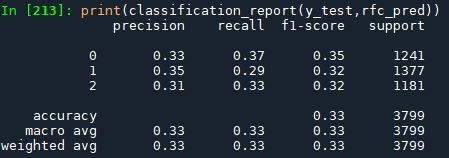 In [213]: print(classification_report(y_test,rfc_pred))
precision recall f1-score support
0 0.33 0.37 0.35 1241
1 0.35 0.29 0.32 1377
2 0.31 0.33 0.32 1181
accuracy 0.33 3799
macro avg 0.33 0.33 0.33 3799
weighted avg 0.33 0.33 0.33 3799